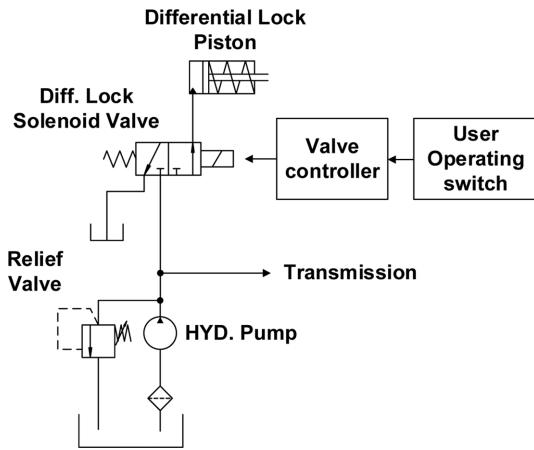 Differential Lock
Piston
Diff. Lock
Solenoid Valve
Valve
controller
User
Operating
switch
Relief
Valve
Transmission
HYD. Pump